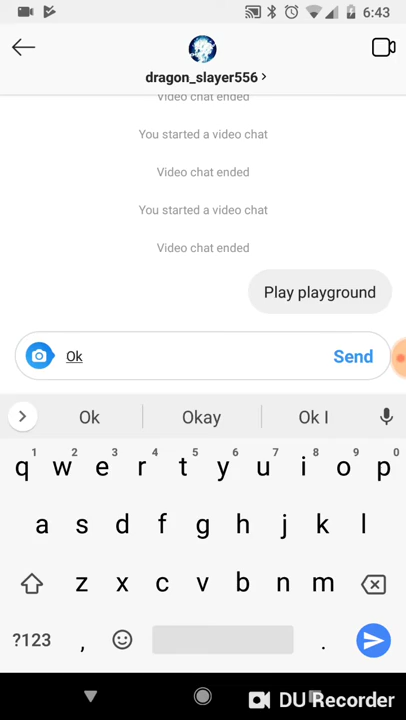 6:43
dragon_slayer556 >
Video chat ended
You started a video chat
Video chat ended
You started a video chat
Video chat ended
Play playground
Ok Send
Ok Okay Ok I
1 2 3 4 5 6 7 8 9 0
q w e r t y u i o p
a s d f g h j k l
z x c v b n m
?123 , .
DU Recorder